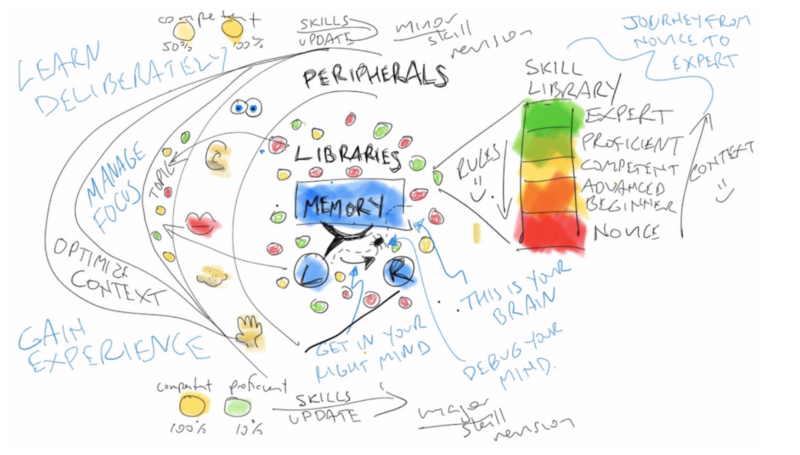 competent
50% 100%
SKILLS
UPDATE
minor
skill
revision
JOURNEY FROM
NOVICE TO
EXPERT
LEARN
DELIBERATELY
PERIPHERALS
SKILL
LIBRARY
EXPERT
PROFICIENT
COMPETENT
ADVANCED
BEGINNER
NOVICE
RULES
CONTEXT
MANAGE
FOCUS
TOPIC
LIBRARIES
MEMORY
L
R
OPTIMIZE
CONTEXT
THIS IS YOUR
BRAIN
GAIN
EXPERIENCE
GET IN YOUR
RIGHT MIND
DEBUG YOUR
MIND.
competent proficient
100% 10%
SKILLS
UPDATE
major
skill
revision